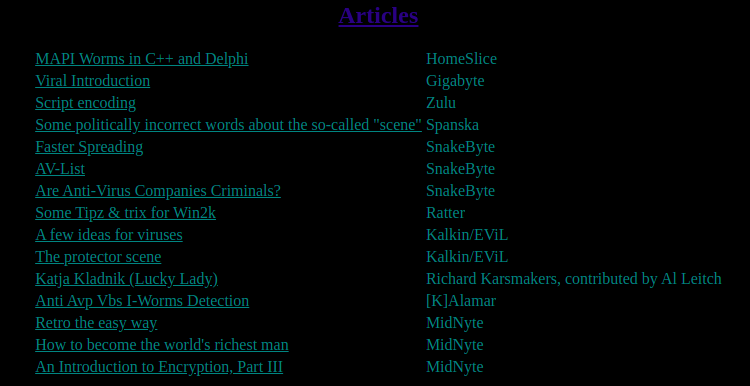 Articles
MAPI Worms in C++ and Delphi HomeSlice
Viral Introduction Gigabyte
Script encoding Zulu
Some politically incorrect words about the so-called "scene" Spanska
Faster Spreading SnakeByte
AV-List SnakeByte
Are Anti-Virus Companies Criminals? SnakeByte
Some Tipz & trix for Win2k Ratter
A few ideas for viruses Kalkin/EViL
The protector scene Kalkin/EViL
Katja Kladnik (Lucky Lady) Richard Karsmakers, contributed by Al Leitch
Anti Avp Vbs I-Worms Detection [K]Alamar
Retro the easy way MidNyte
How to become the world's richest man MidNyte
An Introduction to Encryption, Part III MidNyte